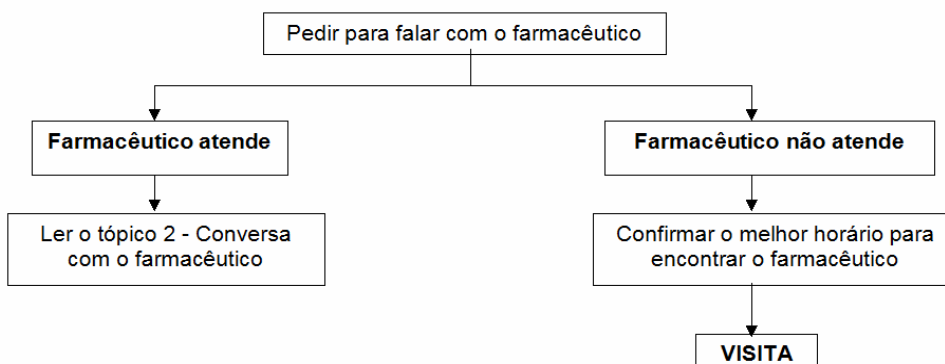 Pedir para falar com o farmacêutico
Farmacêutico atende
Farmacêutico não atende
Ler o tópico 2 - Conversa
com o farmacêutico
Confirmar o melhor horário para
encontrar o farmacêutico
VISITA